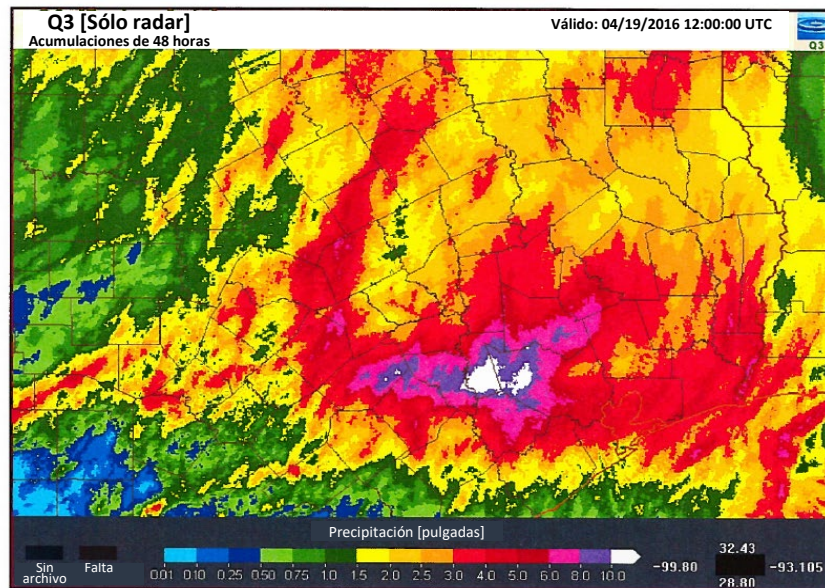 Q3 [Sólo radar]
Válido: 04/19/2016 12:00:00 UTC
Acumulaciones de 48 horas
Q3
Precipitación [pulgadas]
Sin archivo
Falta
0.01 0.10 0.25 0.50 0.75 1.0 1.5 2.0 2.5 3.0 4.0 5.0 6.0 8.0 10.0
32.43
-99.80
-93.105
28.80